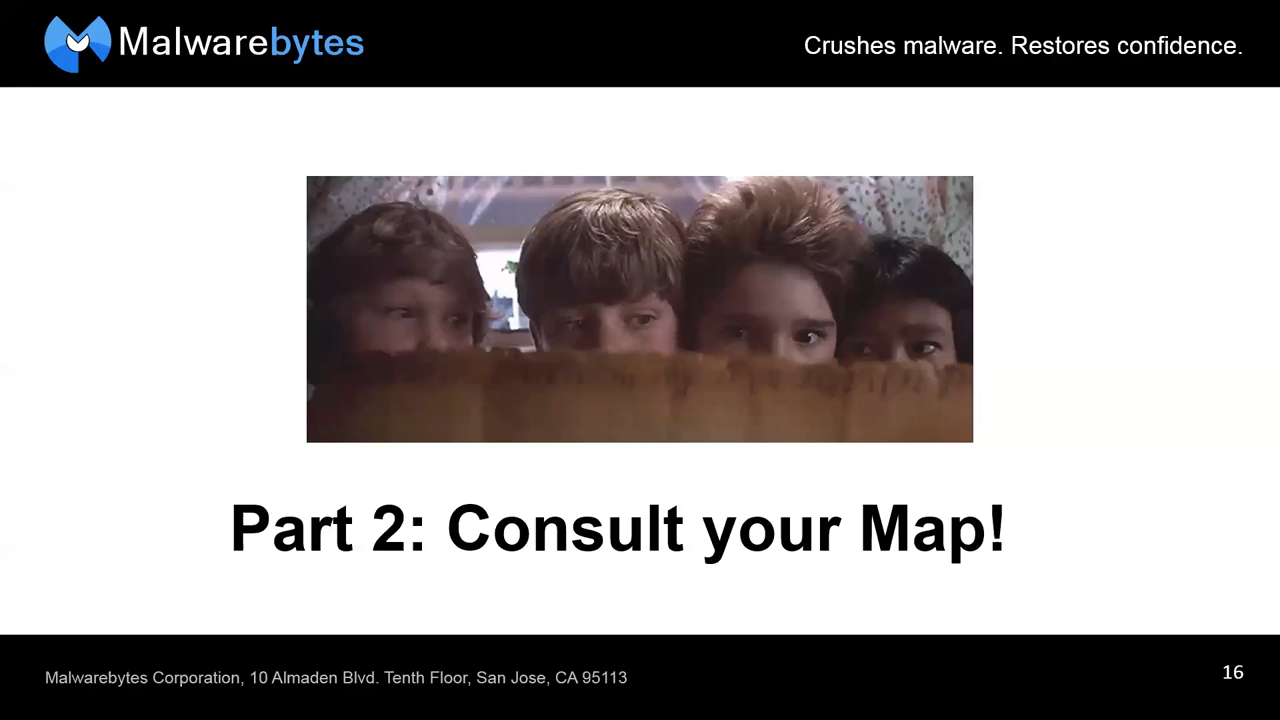 Malwarebytes
Crushes malware. Restores confidence.
Part 2: Consult your Map!
Malwarebytes Corporation, 10 Almaden Blvd. Tenth Floor, San Jose, CA 95113
16